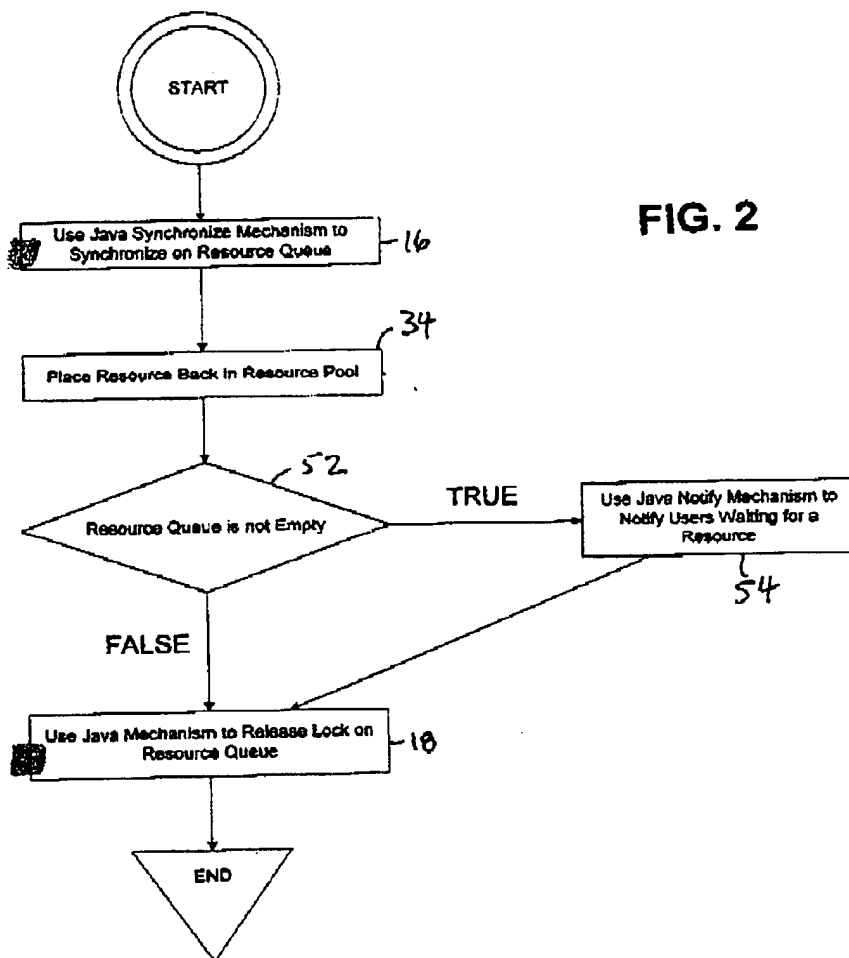 START
FIG. 2
Use Java Synchronize Mechanism to
Synchronize on Resource Queue
16
34
Place Resource Back in Resource Pool
52
Resource Queue is not Empty
TRUE
Use Java Notify Mechanism to
Notify Users Waiting for a
Resource
54
FALSE
Use Java Mechanism to Release Lock on
Resource Queue
18
END